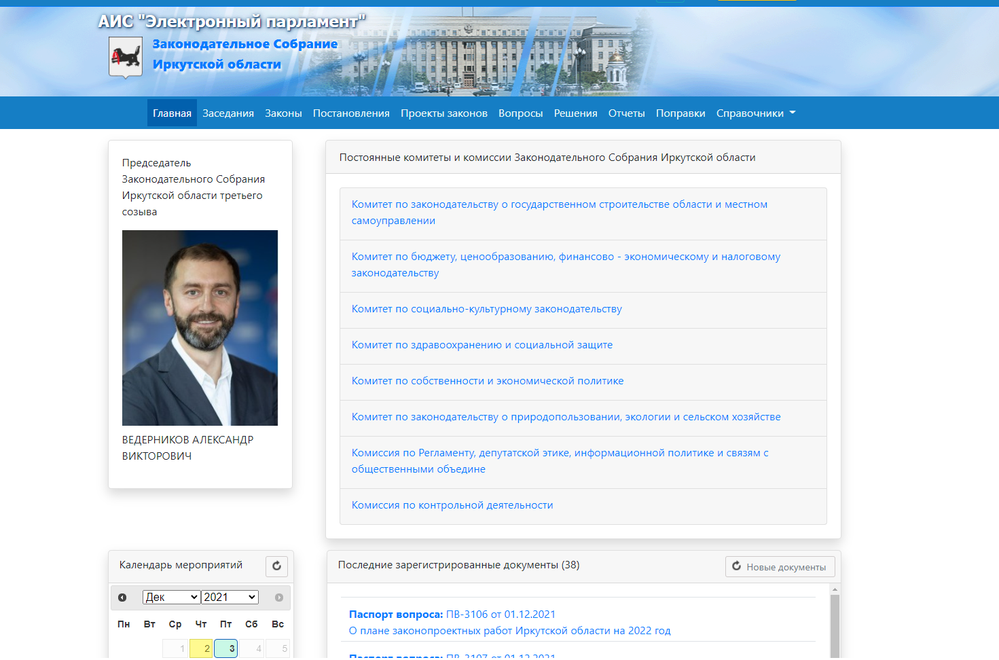 АИС "Электронный парламент"
Законодательное Собрание
Иркутской области
Главная Заседания Законы Постановления Проекты законов Вопросы Решения Отчеты Поправки Справочники
Председатель
Законодательного Собрания
Иркутской области третьего
созыва
ВЕДЕРНИКОВ АЛЕКСАНДР
ВИКТОРОВИЧ
Постоянные комитеты и комиссии Законодательного Собрания Иркутской области
Комитет по законодательству о государственном строительстве области и местном
самоуправлении
Комитет по бюджету, ценообразованию, финансово - экономическому и налоговому
законодательству
Комитет по социально-культурному законодательству
Комитет по здравоохранению и социальной защите
Комитет по собственности и экономической политике
Комитет по законодательству о природопользовании, экологии и сельском хозяйстве
Комиссия по Регламенту, депутатской этике, информационной политике и связям с
общественными объедине
Комиссия по контрольной деятельности
Календарь мероприятий
Дек 2021
Пн Вт Ср Чт Пт Сб Вс
1 2 3 4 5
Последние зарегистрированные документы (38)
Новые документы
Паспорт вопроса: ПВ-3106 от 01.12.2021
О плане законопроектных работ Иркутской области на 2022 год
Паспорт вопроса: ПВ-3107 от 01.12.2021